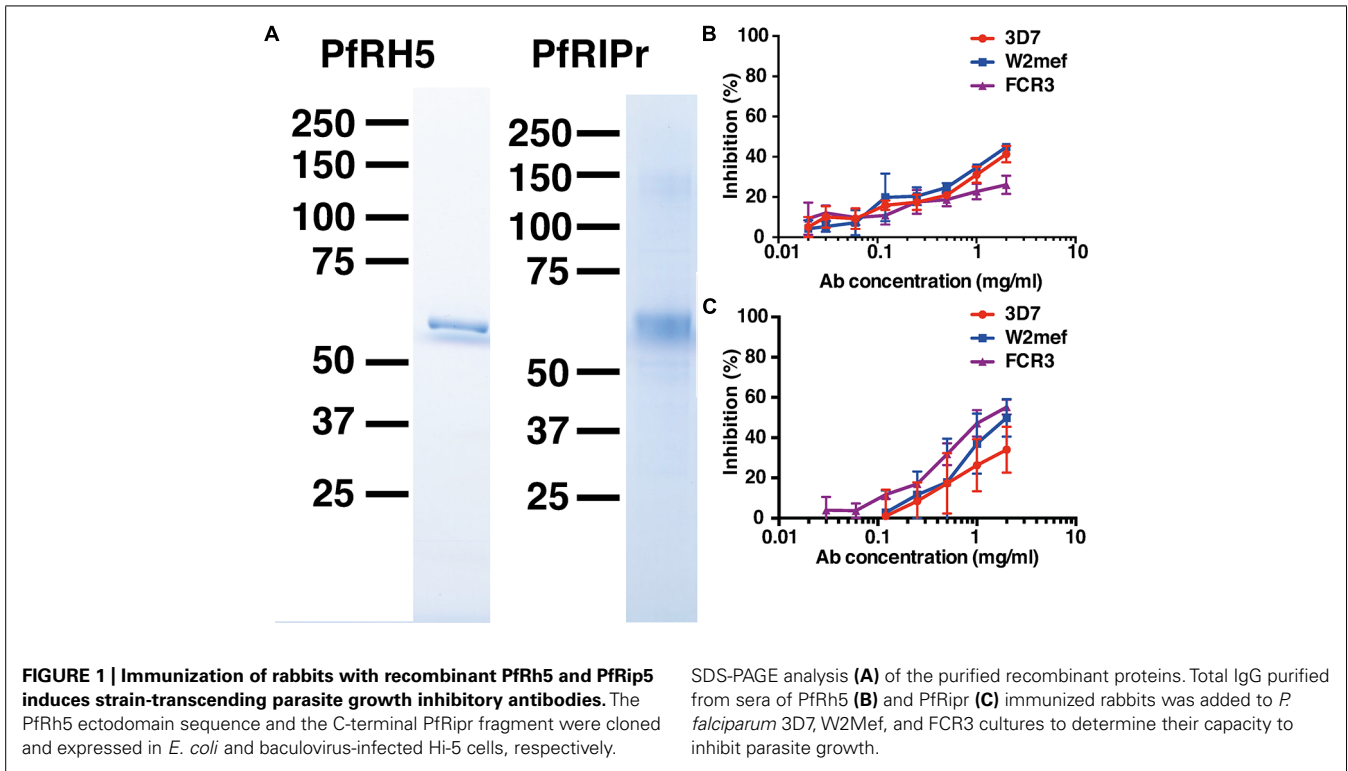 A
PfRH5
250
150
100
75
50
37
25
PfRIPr
250
150
100
75
50
37
25
B
100
80
60
40
20
0
0.01
0.1
1
10
Inhibition (%)
Ab concentration (mg/ml)
3D7
W2mef
FCR3
C
100
80
60
40
20
0
0.01
0.1
1
10
Inhibition (%)
Ab concentration (mg/ml)
3D7
W2mef
FCR3
FIGURE 1 | Immunization of rabbits with recombinant PfRh5 and PfRip5
induces strain-transcending parasite growth inhibitory antibodies. The
PfRh5 ectodomain sequence and the C-terminal PfRipr fragment were cloned
and expressed in E. coli and baculovirus-infected Hi-5 cells, respectively.
SDS-PAGE analysis (A) of the purified recombinant proteins. Total IgG purified
from sera of PfRh5 (B) and PfRipr (C) immunized rabbits was added to P.
falciparum 3D7, W2Mef, and FCR3 cultures to determine their capacity to
inhibit parasite growth.